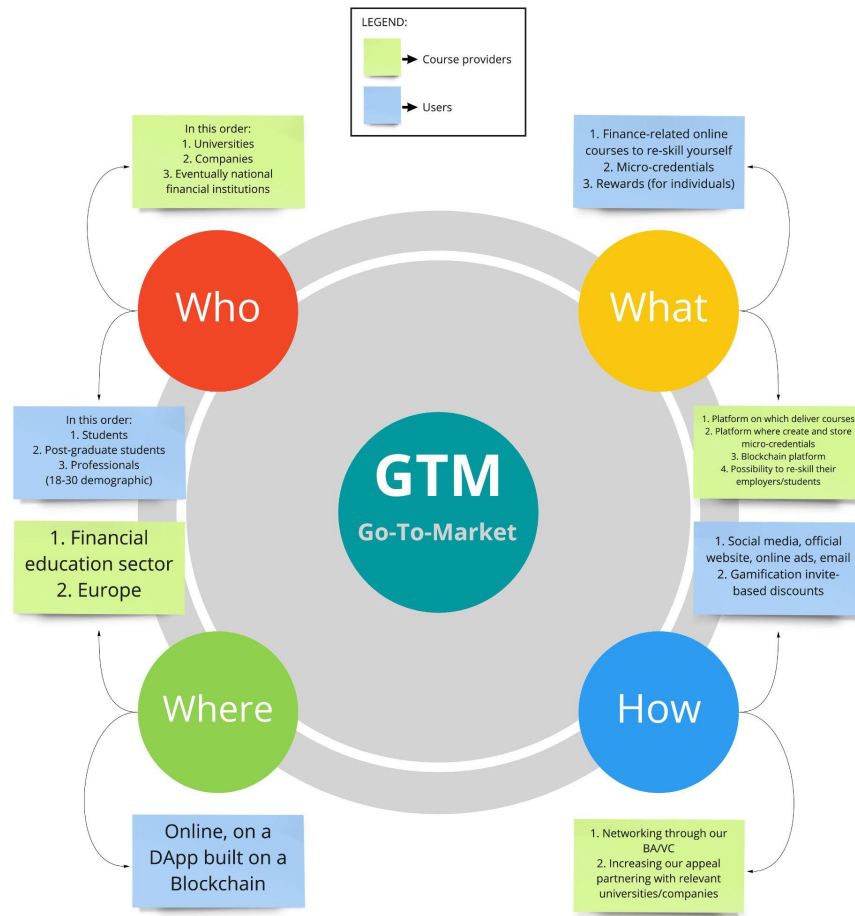 LEGEND:
Course providers
Users
In this order:
1. Universities
2. Companies
3. Eventually national
financial institutions
1. Finance-related online
courses to re-skill yourself
2. Micro-credentials
3. Rewards (for individuals)
Who
What
In this order:
1. Students
2. Post-graduate students
3. Professionals
(18-30 demographic)
1. Platform on which deliver courses
2. Platform where create and store
micro-credentials
3. Blockchain platform
4. Possibility to re-skill their
employers/students
GTM
Go-To-Market
1. Financial
education sector
2. Europe
1. Social media, official
website, online ads, email
2. Gamification invite-
based discounts
Where
How
Online, on a
DApp built on a
Blockchain
1. Networking through our
BA/VC
2. Increasing our appeal
partnering with relevant
universities/companies